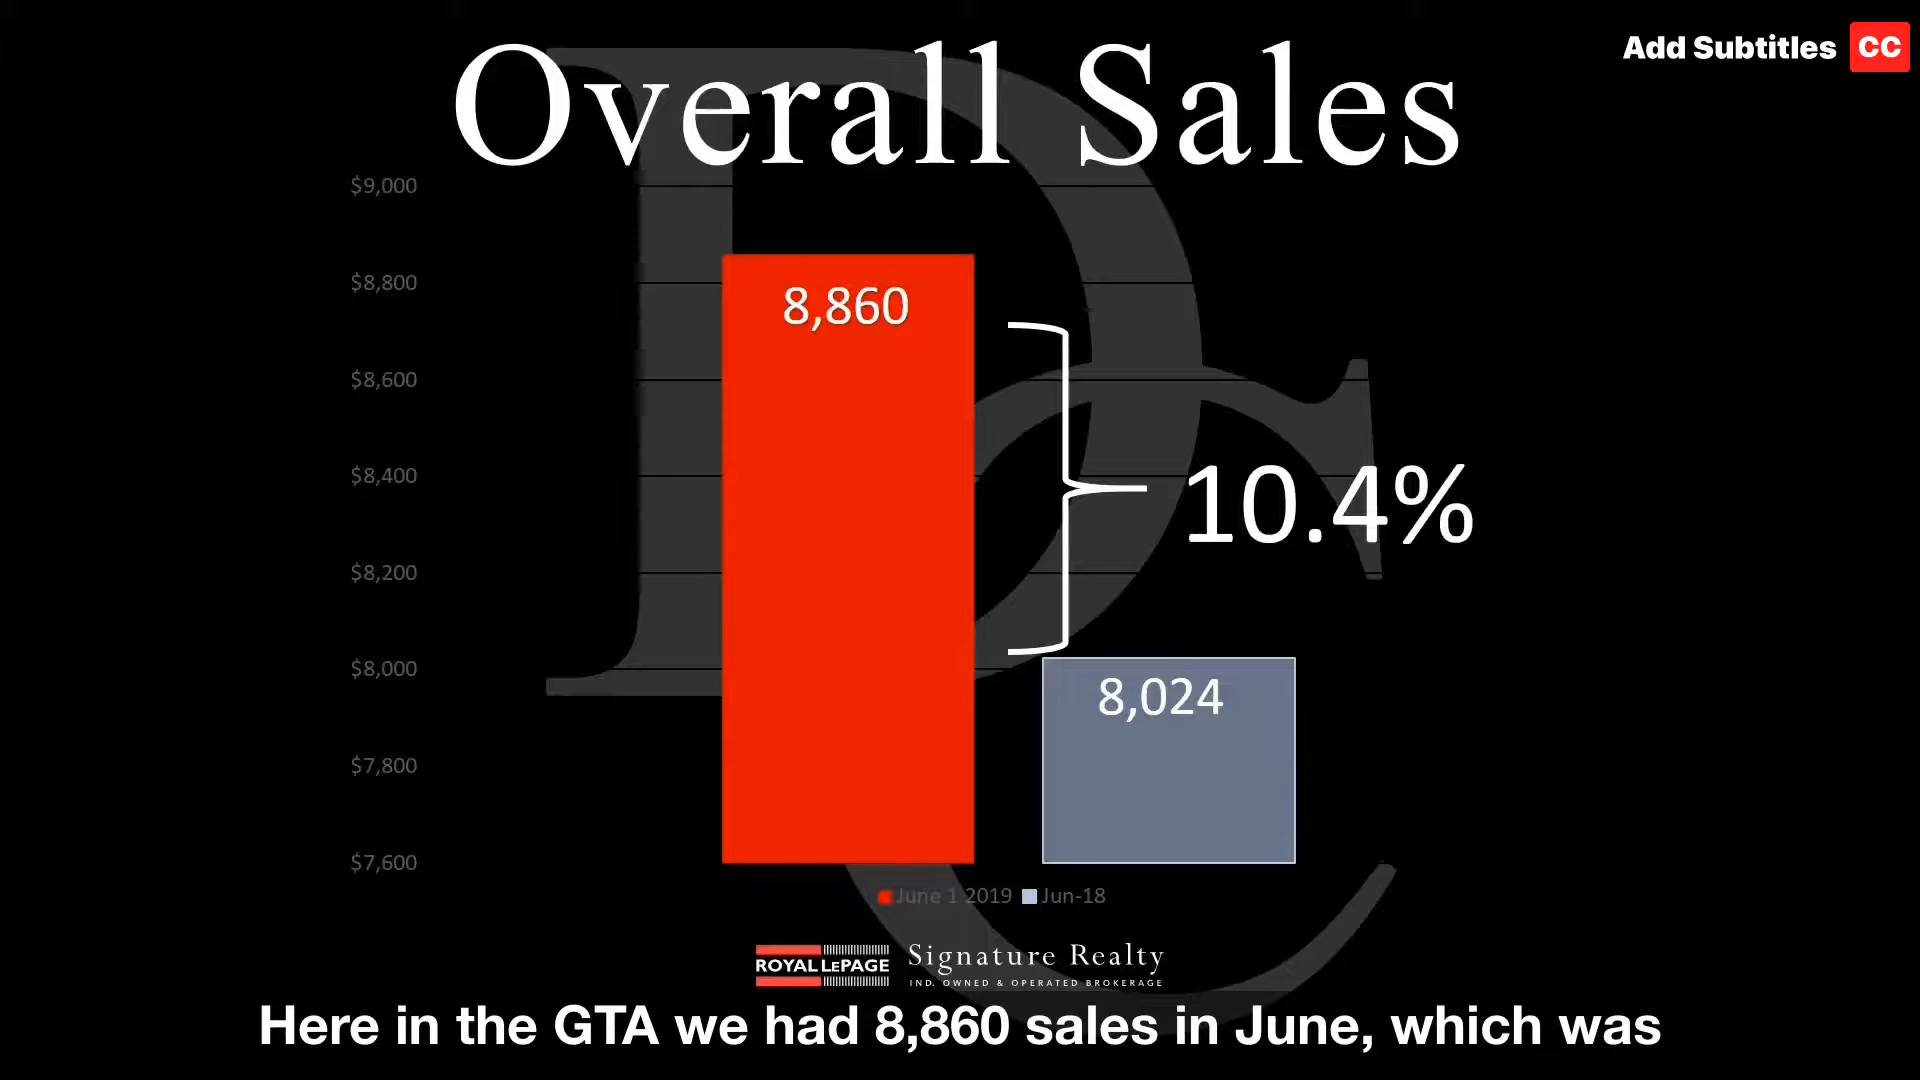 Overall Sales
Add Subtitles CC
$9,000
$8,800
$8,600
$8,400
$8,200
$8,000
$7,800
$7,600
8,860
10.4%
8,024
June 1 2019 Jun-18
ROYAL LEPAGE
Signature Realty
IND. OWNED & OPERATED BROKERAGE
Here in the GTA we had 8,860 sales in June, which was